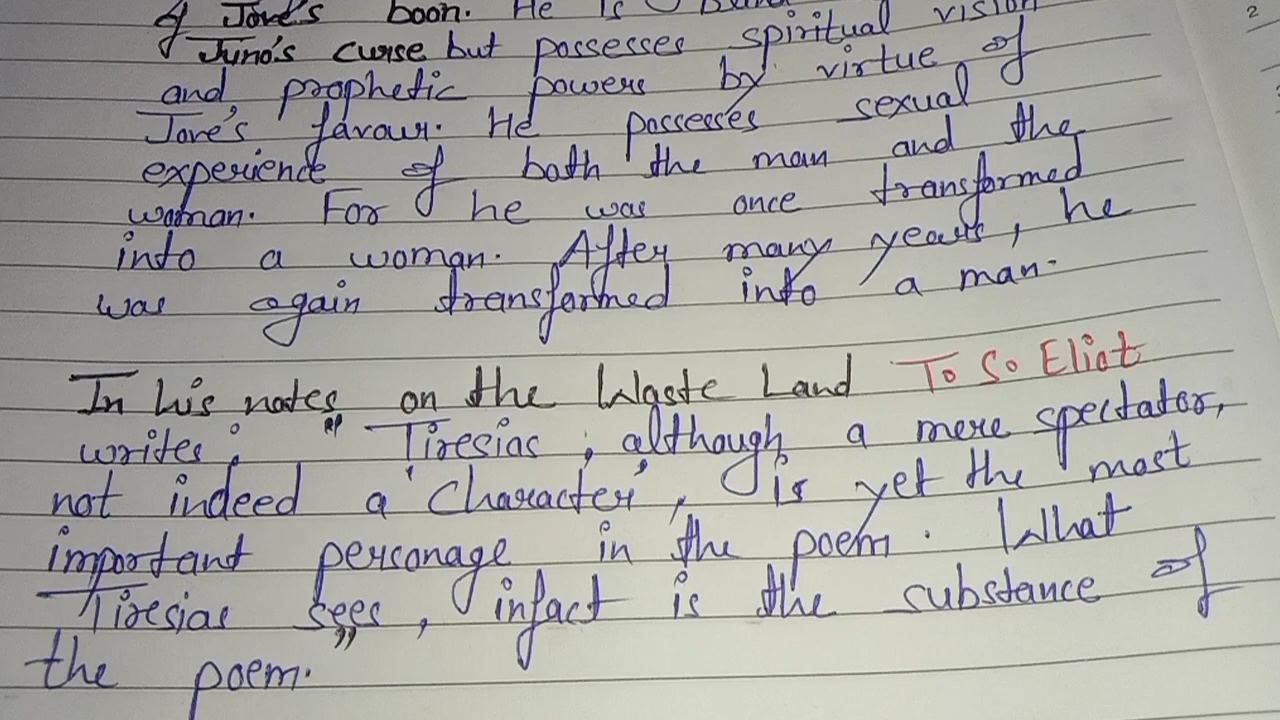 of Jove's boon. He is
Juno's curse but possesses spiritual vision
and prophetic powers by virtue of
Jove's favour. He possesses sexual
experience of both the man and the
woman. For he was once transformed
into a woman. After many years, he
was again transformed into a man.
In his notes on the Waste Land To So Eliot
writes: " Tiresias, although a mere spectator,
not indeed a 'Character', is yet the most
important personage in the poem. What
Tiresias sees, infact is the substance of
the poem."
2